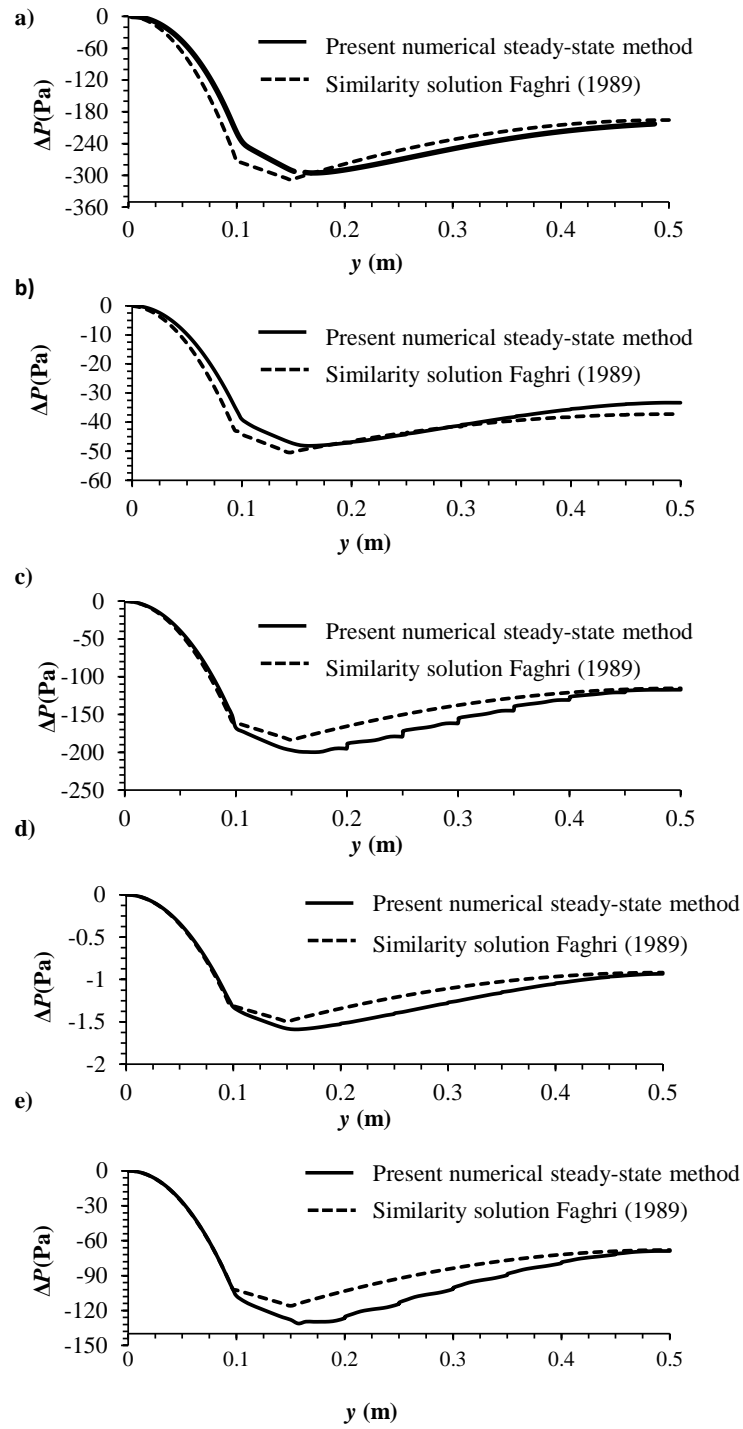 a)
0
-60
-120
-180
-240
-300
-360
ΔP(Pa)
Present numerical steady-state method
Similarity solution Faghri (1989)
0 0.1 0.2 0.3 0.4 0.5
y (m)
b)
0
-10
-20
-30
-40
-50
-60
ΔP(Pa)
Present numerical steady-state method
Similarity solution Faghri (1989)
0 0.1 0.2 0.3 0.4 0.5
y (m)
c)
0
-50
-100
-150
-200
-250
ΔP(Pa)
Present numerical steady-state method
Similarity solution Faghri (1989)
0 0.1 0.2 0.3 0.4 0.5
y (m)
d)
0
-0.5
-1
-1.5
-2
ΔP(Pa)
Present numerical steady-state method
Similarity solution Faghri (1989)
0 0.1 0.2 0.3 0.4 0.5
y (m)
e)
0
-30
-60
-90
-120
-150
ΔP(Pa)
Present numerical steady-state method
Similarity solution Faghri (1989)
0 0.1 0.2 0.3 0.4 0.5
y (m)